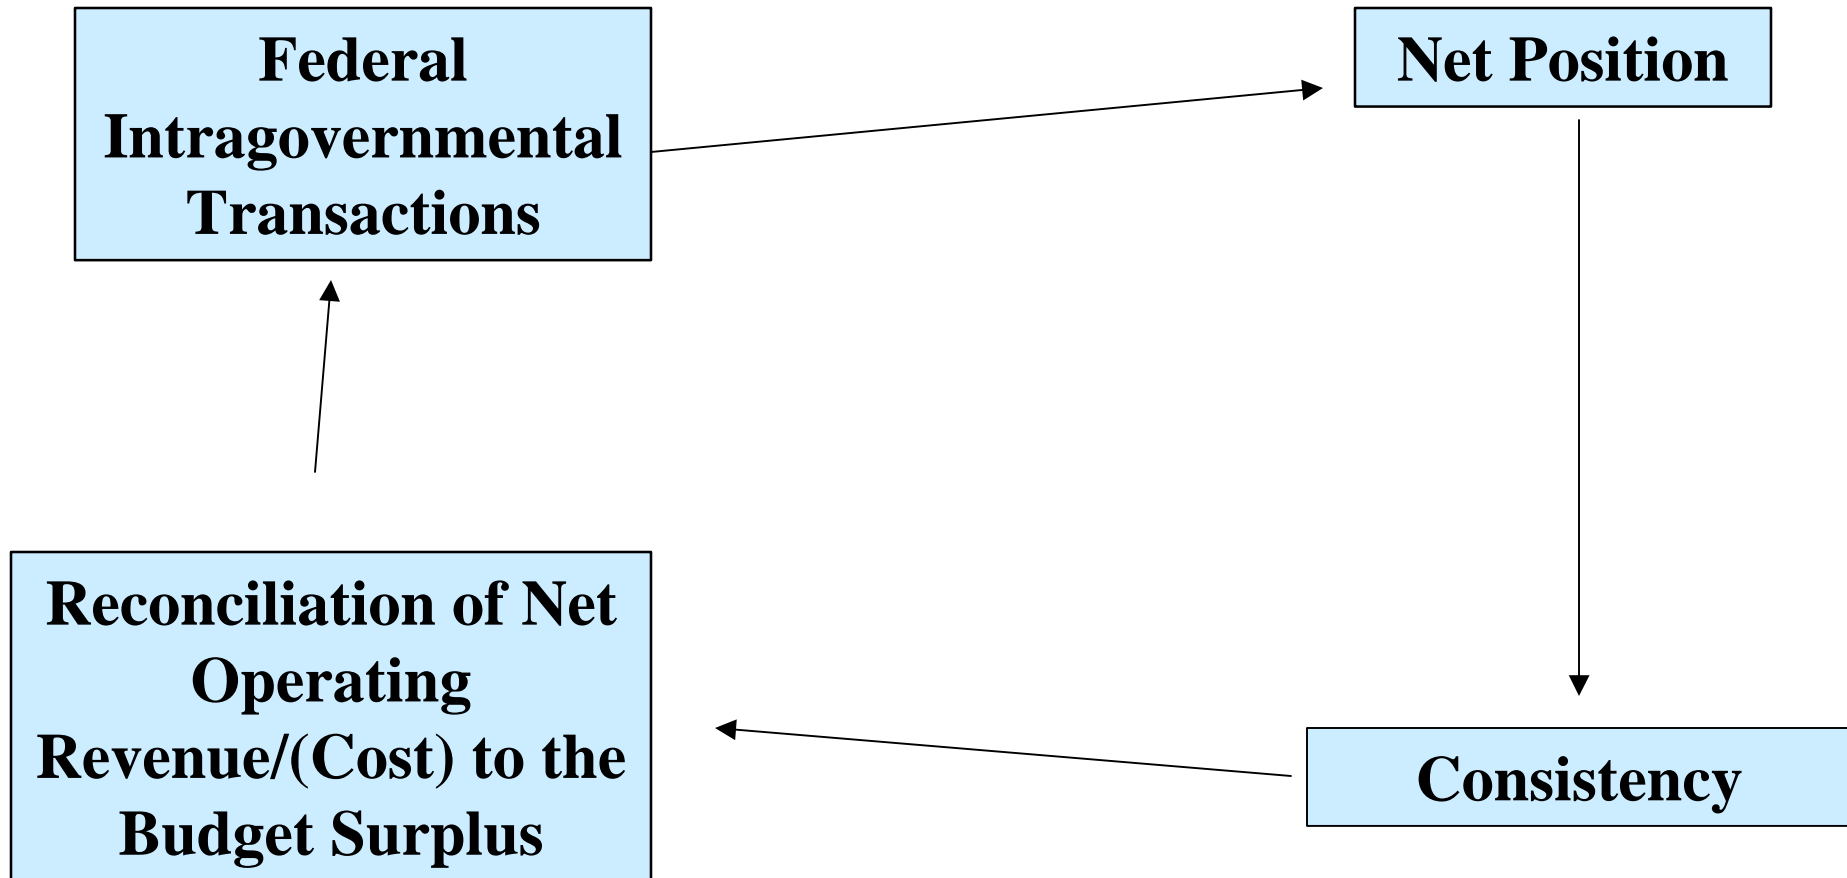 Federal
Intragovernmental
Transactions
Net Position
Reconciliation of Net
Operating
Revenue/(Cost) to the
Budget Surplus
Consistency